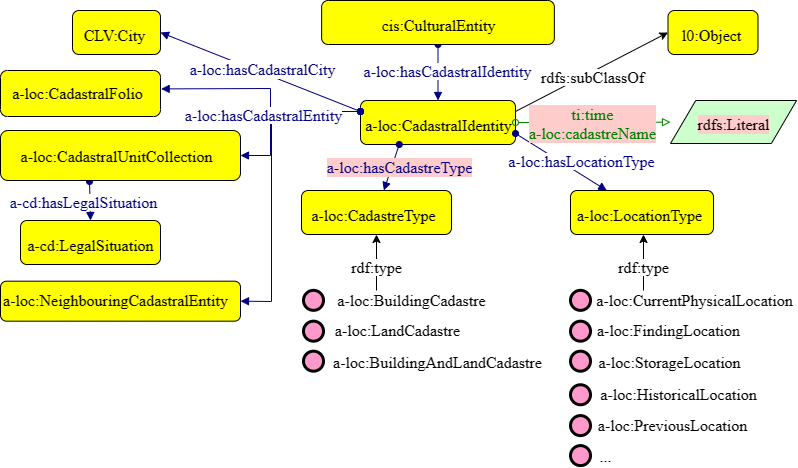 CLV:City
cis:CulturalEntity
l0:Object
a-loc:hasCadastralCity
a-loc:hasCadastralIdentity
rdfs:subClassOf
a-loc:CadastralFolio
a-loc:hasCadastralEntity
a-loc:CadastralIdentity
ti:time
a-loc:cadastreName
rdfs:Literal
a-loc:CadastralUnitCollection
a-loc:hasCadastreType
a-loc:hasLocationType
a-cd:hasLegalSituation
a-loc:CadastreType
a-loc:LocationType
a-cd:LegalSituation
rdf:type
rdf:type
a-loc:NeighbouringCadastralEntity
a-loc:BuildingCadastre
a-loc:CurrentPhysicalLocation
a-loc:LandCadastre
a-loc:FindingLocation
a-loc:BuildingAndLandCadastre
a-loc:StorageLocation
a-loc:HistoricalLocation
a-loc:PreviousLocation
...